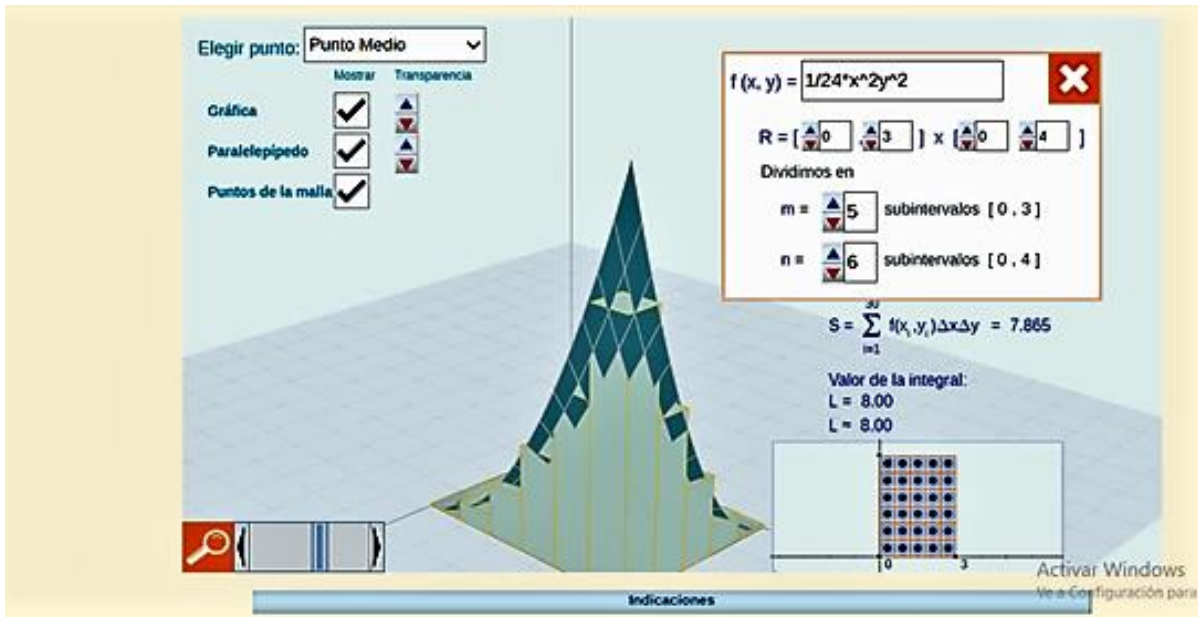 Elegir punto: Punto Medio
Mostrar Transparencia
Gráfica
Paralelepípedo
Puntos de la malla
f (x, y) = 1/24*x^2y^2
R = [ 0 , 3 ] x [ 0 4 ]
Dividimos en
m = 5 subintervalos [ 0 , 3 ]
n = 6 subintervalos [ 0 , 4 ]
30
S = ∑ f(xᵢ,yᵢ)ΔxΔy = 7.865
i=1
Valor de la integral:
L = 8.00
L ≈ 8.00
0 3
Activar Windows
Ve a Configuración para
Indicaciones